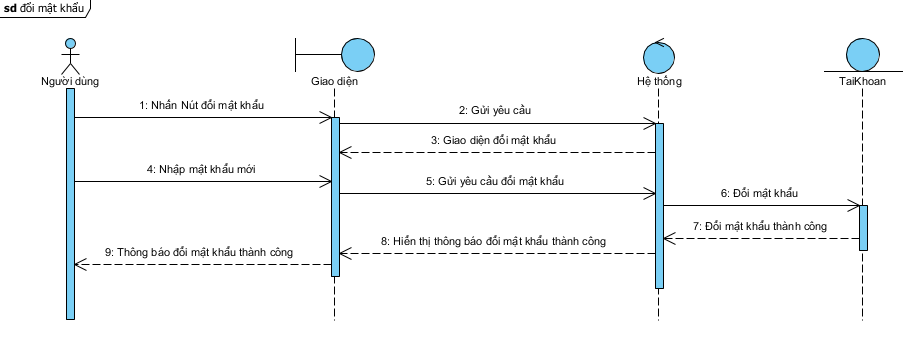 sd đổi mật khẩu
Người dùng
Giao diện
Hệ thống
TaiKhoan
1: Nhấn Nút đổi mật khẩu
2: Gửi yêu cầu
3: Giao diện đổi mật khẩu
4: Nhập mật khẩu mới
5: Gửi yêu cầu đổi mật khẩu
6: Đổi mật khẩu
7: Đổi mật khẩu thành công
8: Hiển thị thông báo đổi mật khẩu thành công
9: Thông báo đổi mật khẩu thành công